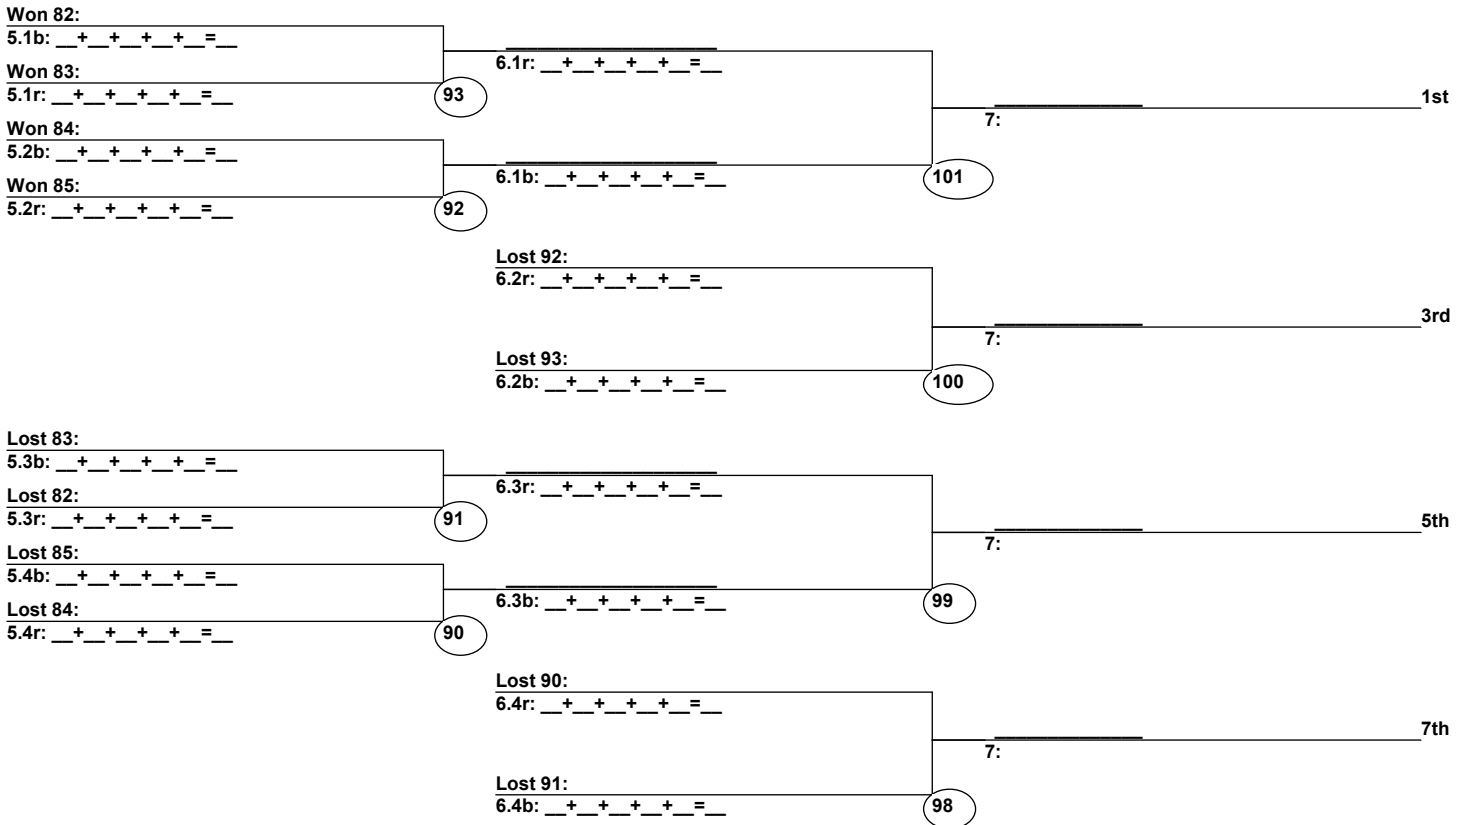 Won 82:
5.1b: __+__+__+__+__=__
Won 83:
5.1r: __+__+__+__+__=__
93
Won 84:
5.2b: __+__+__+__+__=__
Won 85:
5.2r: __+__+__+__+__=__
92
6.1r: __+__+__+__+__=__
6.1b: __+__+__+__+__=__
101
7:
1st
Lost 92:
6.2r: __+__+__+__+__=__
Lost 93:
6.2b: __+__+__+__+__=__
100
7:
3rd
Lost 83:
5.3b: __+__+__+__+__=__
Lost 82:
5.3r: __+__+__+__+__=__
91
Lost 85:
5.4b: __+__+__+__+__=__
Lost 84:
5.4r: __+__+__+__+__=__
90
6.3r: __+__+__+__+__=__
6.3b: __+__+__+__+__=__
99
7:
5th
Lost 90:
6.4r: __+__+__+__+__=__
Lost 91:
6.4b: __+__+__+__+__=__
98
7:
7th